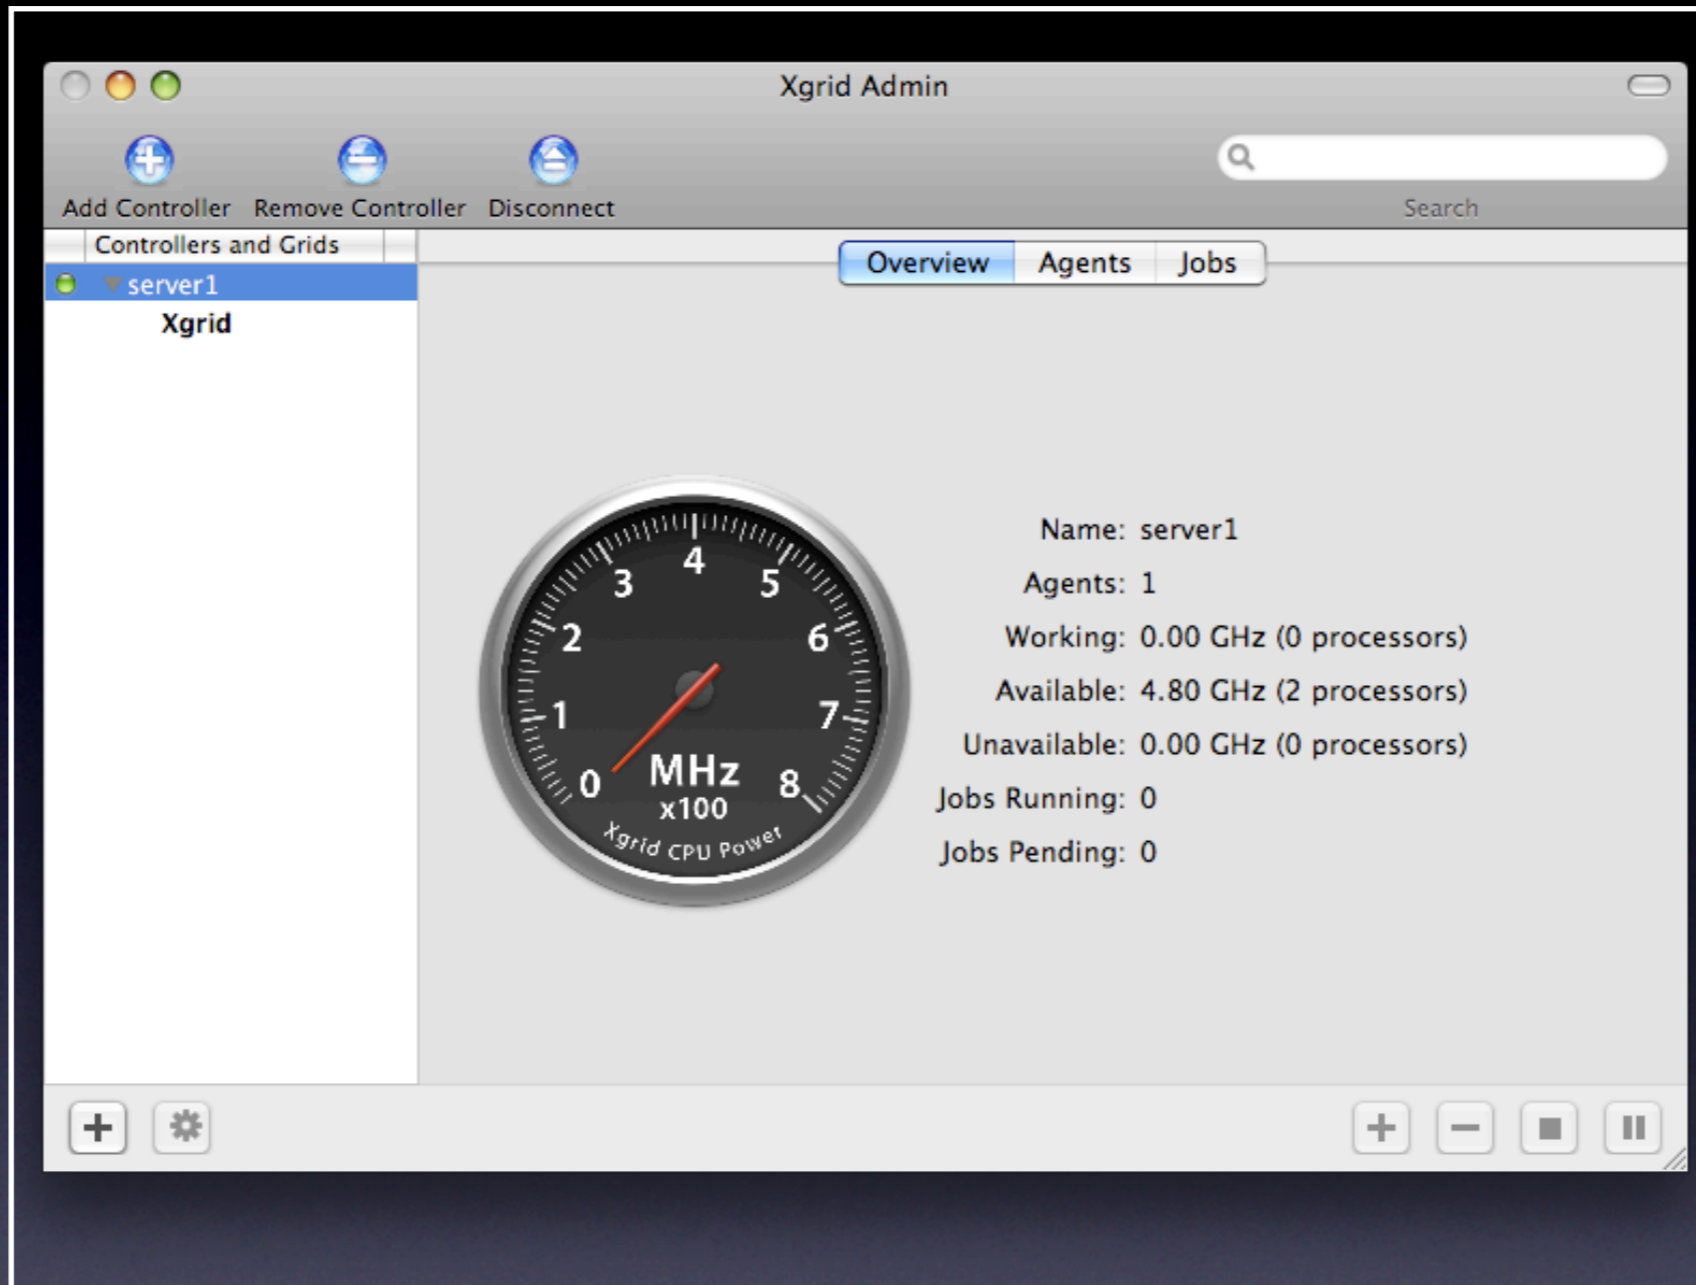 Xgrid Admin
Add Controller Remove Controller Disconnect Search
Controllers and Grids
Overview Agents Jobs
server1
Xgrid
4
3 5
2 6
1 7
0 8
MHz
x100
Xgrid CPU Power
Name: server1
Agents: 1
Working: 0.00 GHz (0 processors)
Available: 4.80 GHz (2 processors)
Unavailable: 0.00 GHz (0 processors)
Jobs Running: 0
Jobs Pending: 0